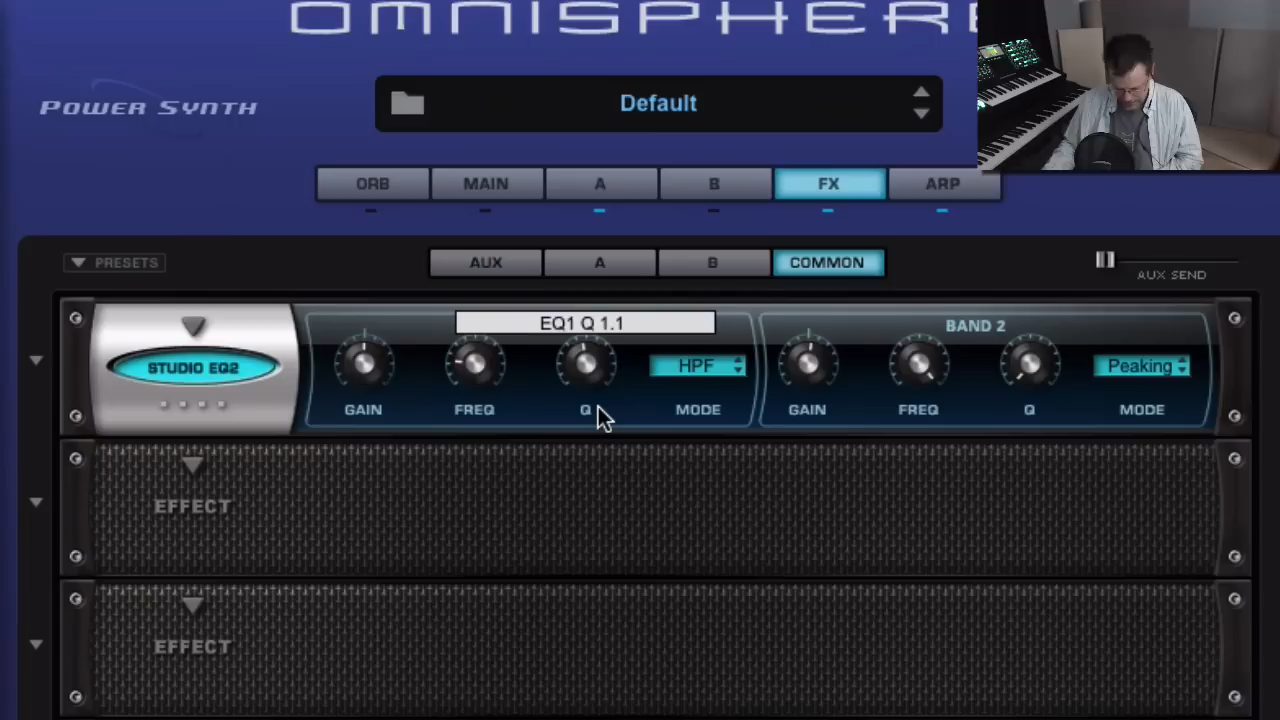 OMNISPHERE
POWER SYNTH
Default
ORB MAIN A B FX ARP
PRESETS
AUX A B COMMON
AUX SEND
STUDIO EQ2
EQ1 Q 1.1
HPF
GAIN FREQ Q MODE
BAND 2
Peaking
GAIN FREQ Q MODE
EFFECT
EFFECT